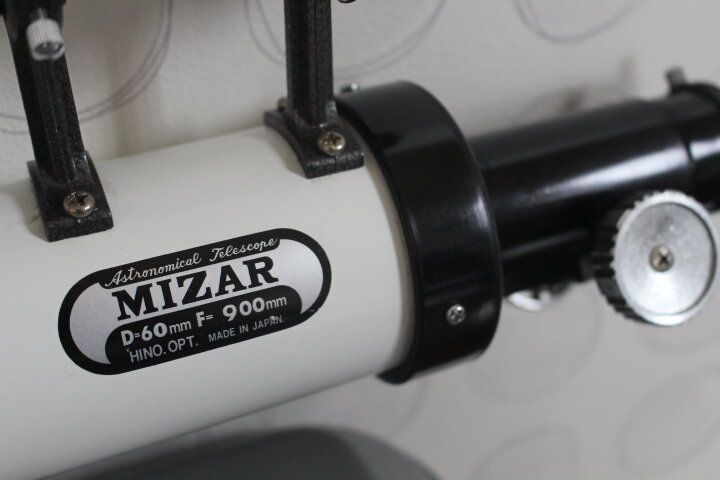 Astronomical Telescope
MIZAR
D=60mm F=900mm
HINO.OPT. MADE IN JAPAN.